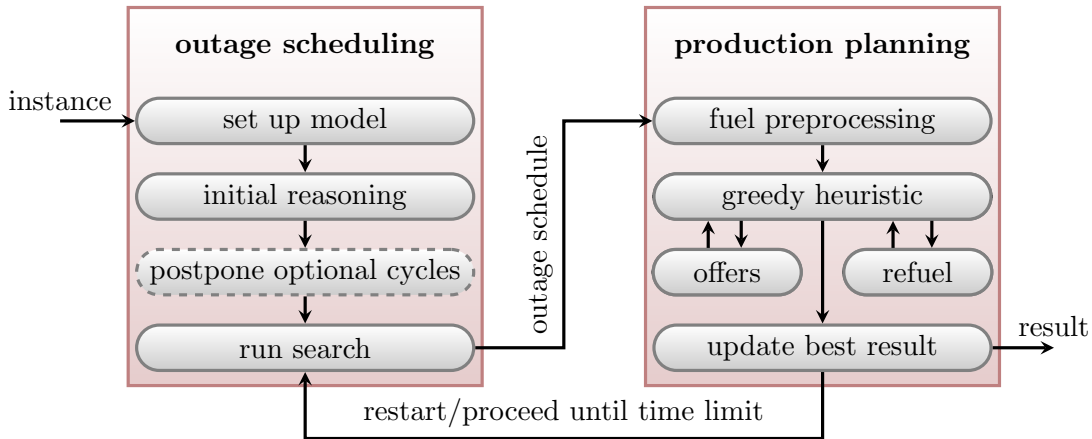 outage scheduling
instance
set up model
initial reasoning
postpone optional cycles
run search
outage schedule
production planning
fuel preprocessing
greedy heuristic
offers
refuel
update best result
result
restart/proceed until time limit